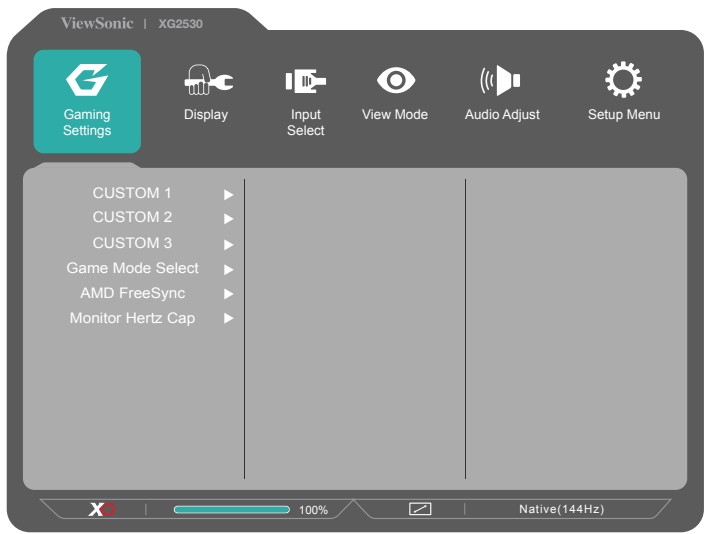 ViewSonic | XG2530
Gaming
Settings
Display
Input
Select
View Mode
Audio Adjust
Setup Menu
CUSTOM 1
CUSTOM 2
CUSTOM 3
Game Mode Select
AMD FreeSync
Monitor Hertz Cap
XG | 100% | Native(144Hz)